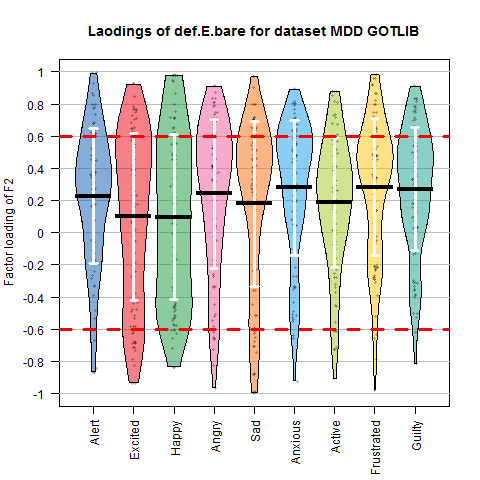 Laodings of def.E.bare for dataset MDD GOTLIB
Factor loading of F2
1
0.8
0.6
0.4
0.2
0
-0.2
-0.4
-0.6
-0.8
-1
Alert
Excited
Happy
Angry
Sad
Anxious
Active
Frustrated
Guilty